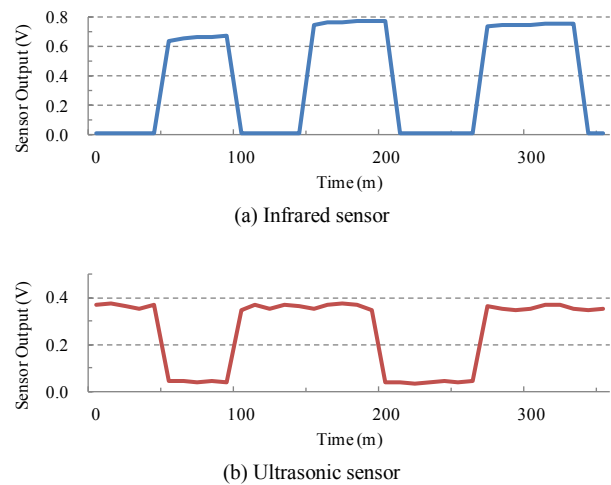 Sensor Output (V)
0.8
0.6
0.4
0.2
0.0
0 100 200 300
Time (m)
(a) Infrared sensor
Sensor Output (V)
0.4
0.2
0.0
0 100 200 300
Time (m)
(b) Ultrasonic sensor